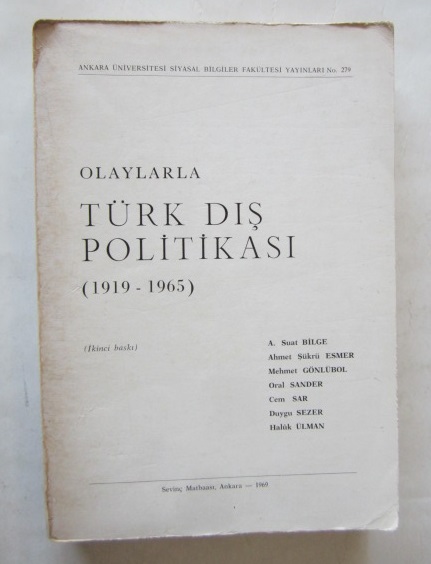 ANKARA ÜNİVERSİTESİ SİYASAL BİLGİLER FAKÜLTESİ YAYINLARI No. 279
OLAYLARLA
TÜRK DIŞ
POLİTİKASI
(1919 - 1965)
(İkinci baskı)
A. Suat BİLGE
Ahmet Şükrü ESMER
Mehmet GÖNLÜBOL
Oral SANDER
Cem SAR
Duygu SEZER
Halûk ÜLMAN
Sevinç Matbaası, Ankara — 1969